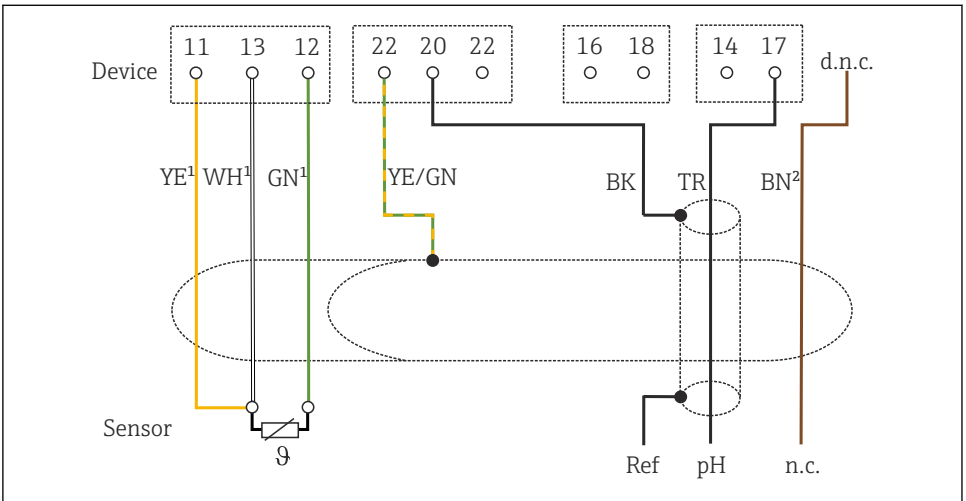 11 13 12 22 20 22 16 18 14 17
Device
d.n.c.
YE¹ WH¹ GN¹ YE/GN BK TR BN²
Sensor
ϑ
Ref pH n.c.